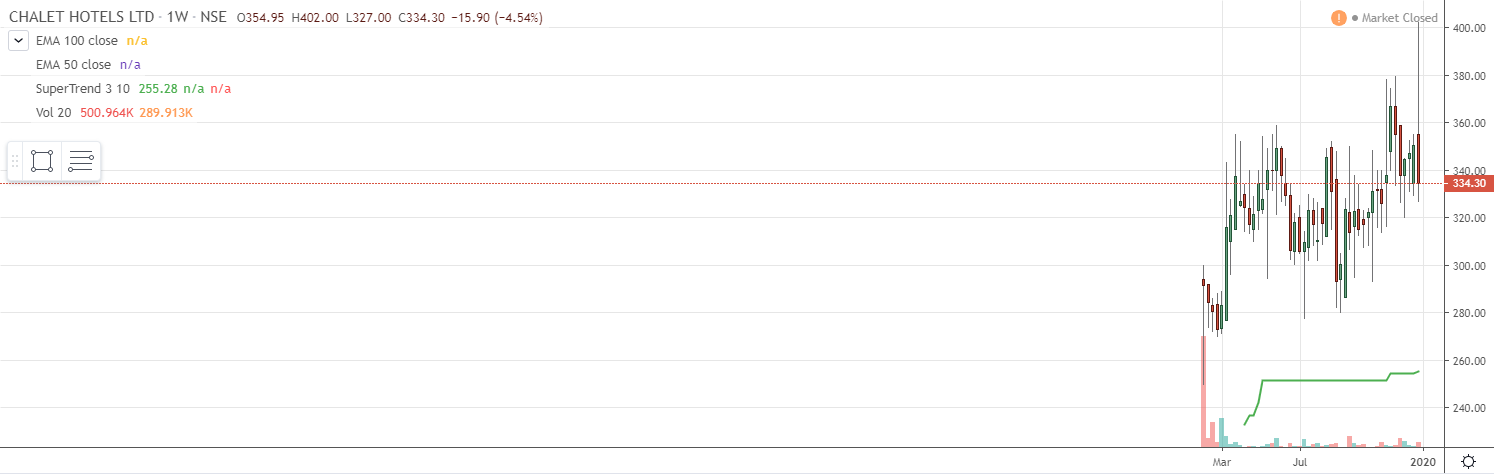 CHALET HOTELS LTD · 1W · NSE O354.95 H402.00 L327.00 C334.30 −15.90 (−4.54%)
! ● Market Closed
EMA 100 close n/a
EMA 50 close n/a
SuperTrend 3 10 255.28 n/a n/a
Vol 20 500.964K 289.913K
400.00
380.00
360.00
340.00
334.30
320.00
300.00
280.00
260.00
240.00
Mar Jul 2020